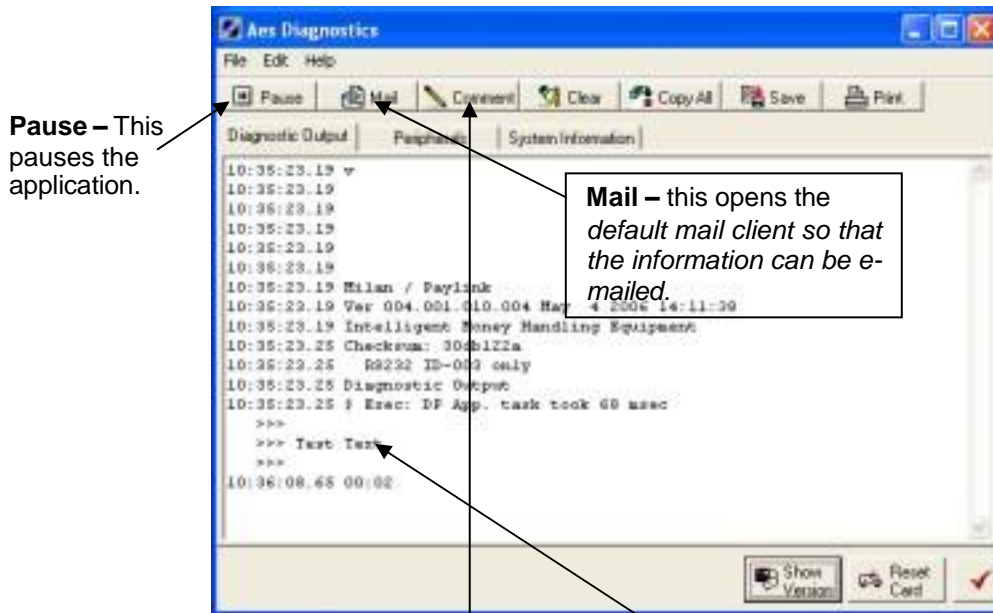 Aes Diagnostics
File Edit Help
Pause Mail Comment Clear Copy All Save Print
Diagnostic Output Peripherals System Information
Pause – This
pauses the
application.
10:35:23.19 v
10:35:23.19
10:35:23.19
10:35:23.19
10:35:23.19
10:35:23.19
10:35:23.19 Milan / Paylink
10:35:23.19 Ver 004.001.010.004 May 4 2006 14:11:39
10:35:23.19 Intelligent Money Handling Equipment
10:35:23.25 Checksum: 30db122a
10:35:23.25 RS232 ID-003 only
10:35:23.25 Diagnostic Output
10:35:23.25 Exec: DP App. task took 60 msec
>>>
>>> Test Text
>>>
10:36:08.65 00:02
Mail – this opens the
default mail client so that
the information can be e-
mailed.
Show
Version
Reset
Card